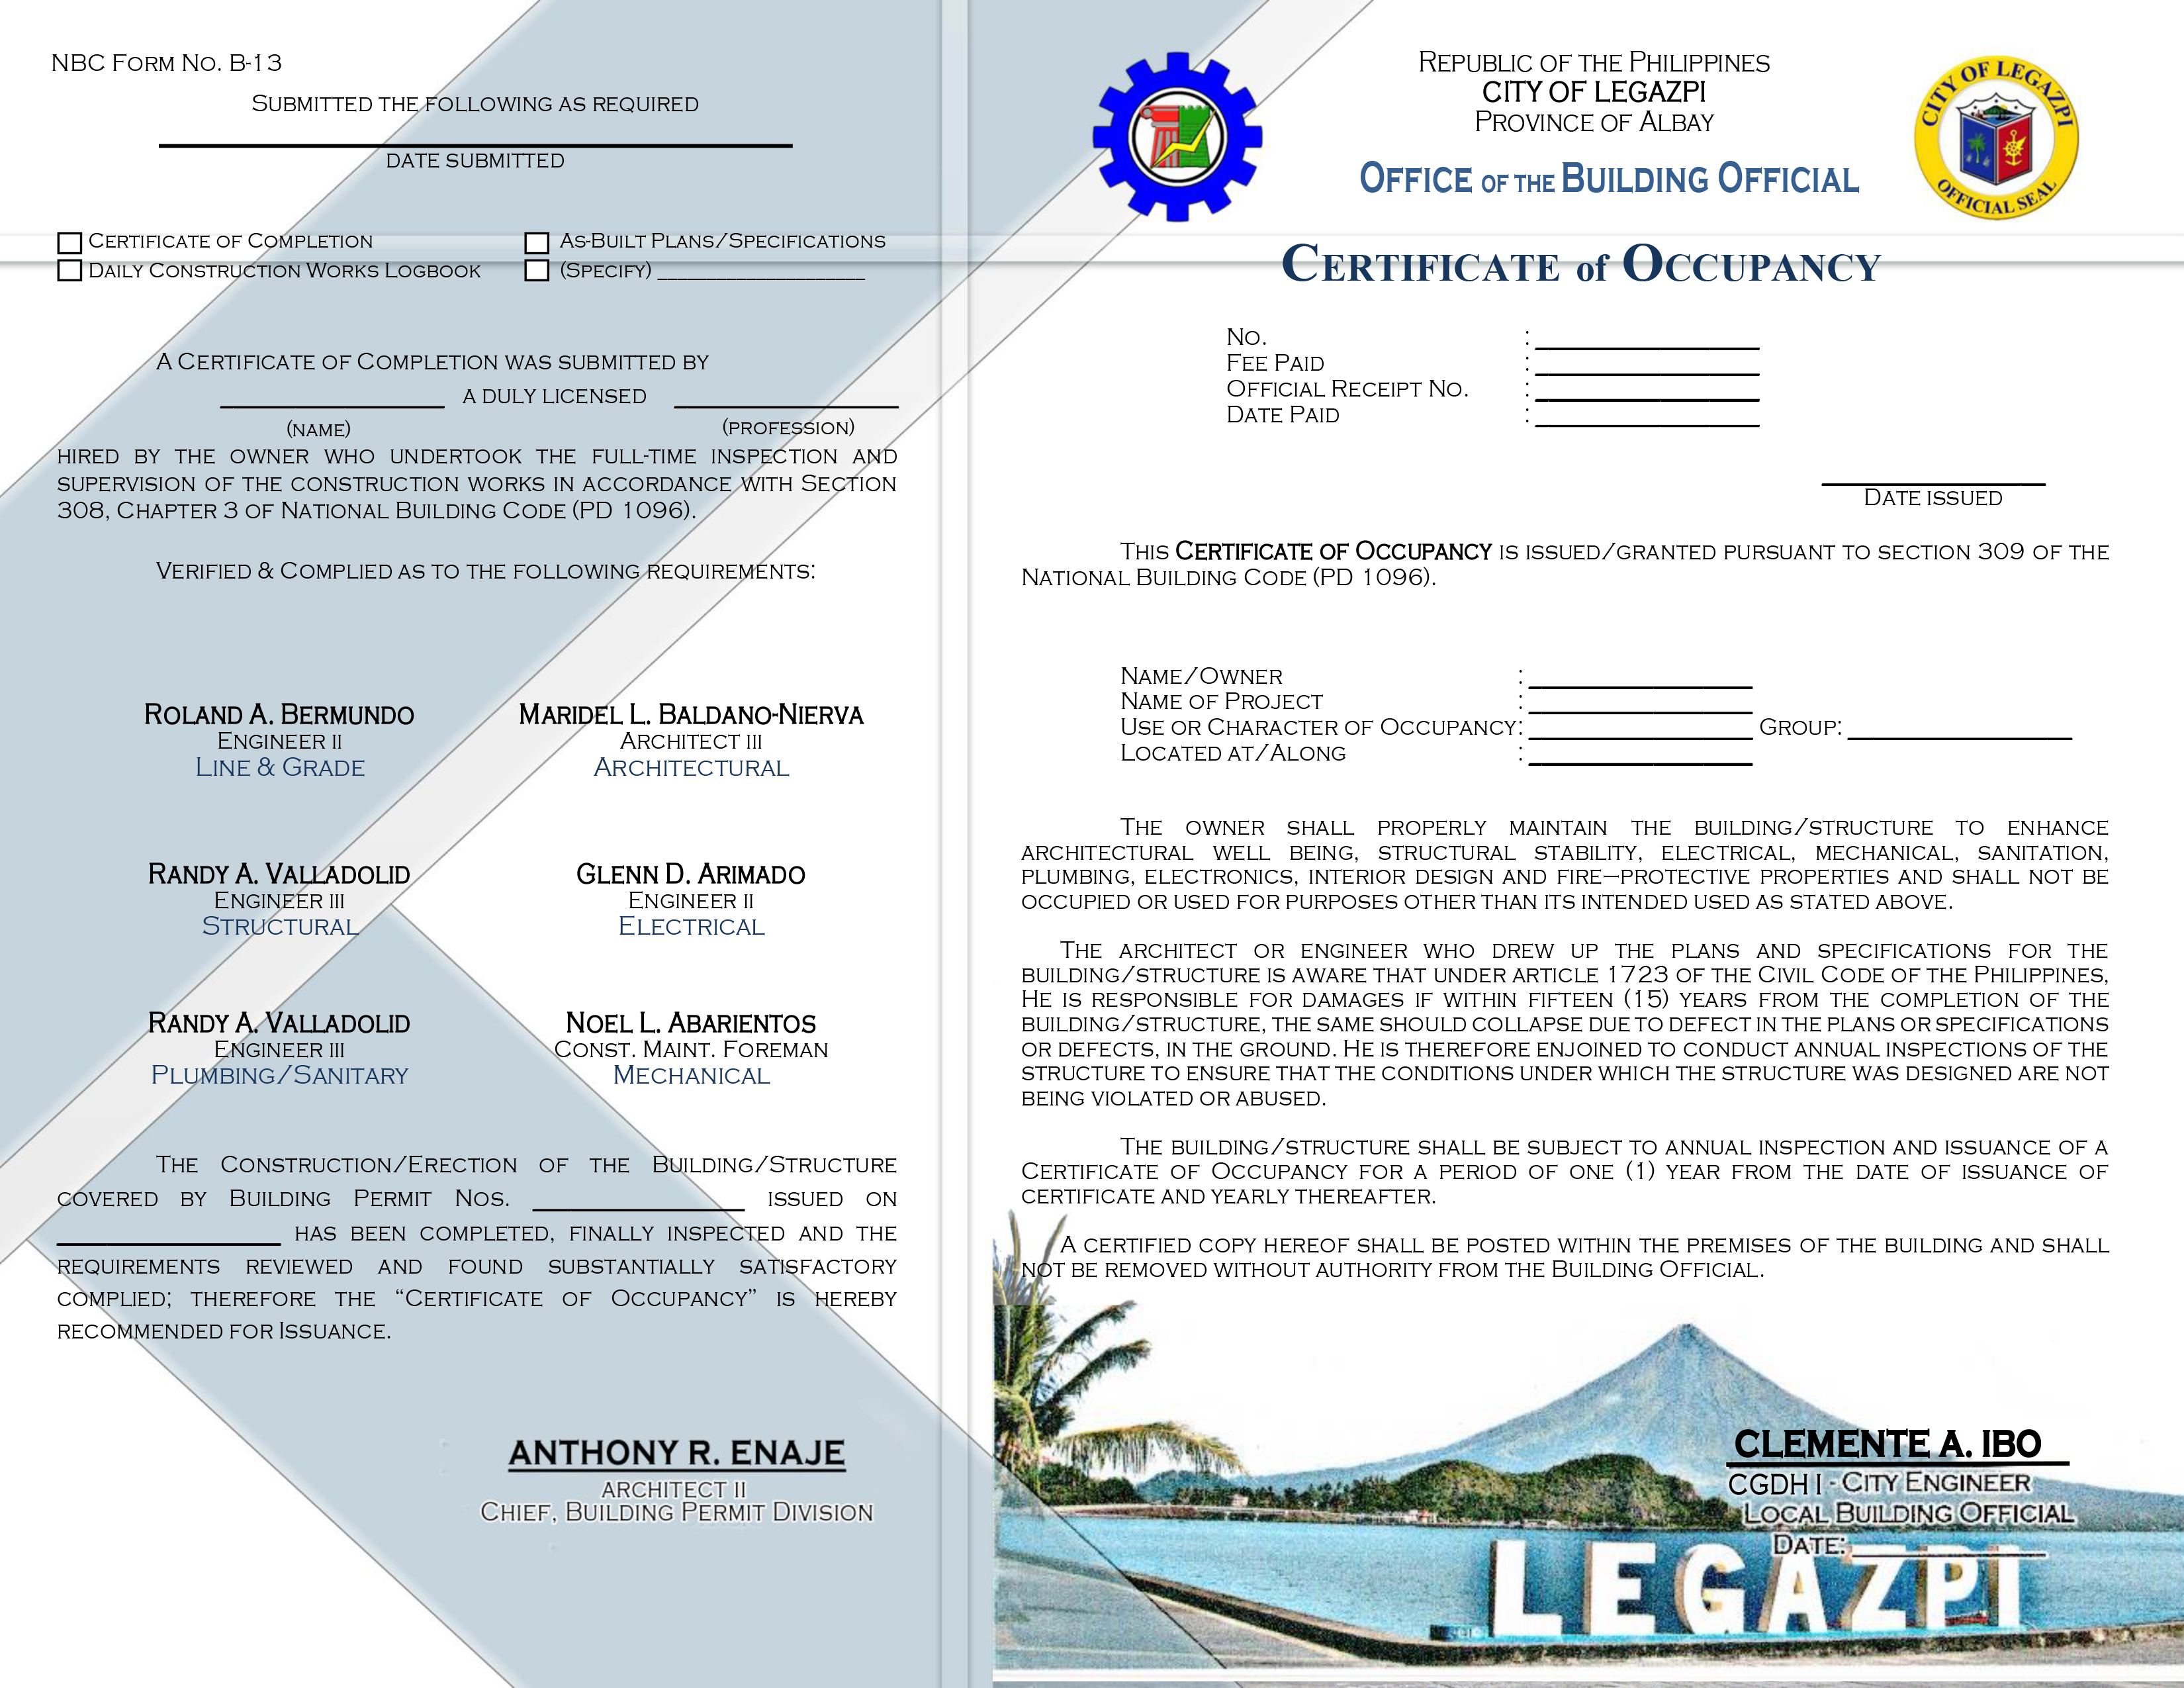 NBC Form No. B-13
Submitted the following as required
date submitted
Certificate of Completion
As-Built Plans/Specifications
Daily Construction Works Logbook
(Specify) ____________________
A Certificate of Completion was submitted by
________________ a duly licensed ________________
(name) (profession)
hired by the owner who undertook the full-time inspection and
supervision of the construction works in accordance with Section
308, Chapter 3 of National Building Code (PD 1096).
Verified & Complied as to the following requirements:
Roland A. Bermundo
Engineer II
Line & Grade
Maridel L. Baldano-Nierva
Architect III
Architectural
Randy A. Valladolid
Engineer III
Structural
Glenn D. Arimado
Engineer II
Electrical
Randy A. Valladolid
Engineer III
Plumbing/Sanitary
Noel L. Abarientos
Const. Maint. Foreman
Mechanical
The Construction/Erection of the Building/Structure
covered by Building Permit Nos. ________________ issued on
________________ has been completed, finally inspected and the
requirements reviewed and found substantially satisfactory
complied; therefore the “Certificate of Occupancy” is hereby
recommended for Issuance.
ANTHONY R. ENAJE
Architect II
Chief, Building Permit Division
Republic of the Philippines
CITY OF LEGAZPI
Province of Albay
Office of the Building Official
CITY OF LEGAZPI
OFFICIAL SEAL
Certificate of Occupancy
No. : ________________
Fee Paid : ________________
Official Receipt No. : ________________
Date Paid : ________________
Date issued
This Certificate of Occupancy is issued/granted pursuant to section 309 of the
National Building Code (PD 1096).
Name/Owner : ________________
Name of Project : ________________
Use or Character of Occupancy: ________________ Group: ________________
Located at/Along : ________________
The owner shall properly maintain the building/structure to enhance
architectural well being, structural stability, electrical, mechanical, sanitation,
plumbing, electronics, interior design and fire–protective properties and shall not be
occupied or used for purposes other than its intended used as stated above.
The architect or engineer who drew up the plans and specifications for the
building/structure is aware that under article 1723 of the Civil Code of the Philippines,
He is responsible for damages if within fifteen (15) years from the completion of the
building/structure, the same should collapse due to defect in the plans or specifications
or defects, in the ground. He is therefore enjoined to conduct annual inspections of the
structure to ensure that the conditions under which the structure was designed are not
being violated or abused.
The building/structure shall be subject to annual inspection and issuance of a
Certificate of Occupancy for a period of one (1) year from the date of issuance of
certificate and yearly thereafter.
A certified copy hereof shall be posted within the premises of the building and shall
not be removed without authority from the Building Official.
CLEMENTE A. IBO
CGDH I - City Engineer
Local Building Official
Date: ________________
LEGAZPI